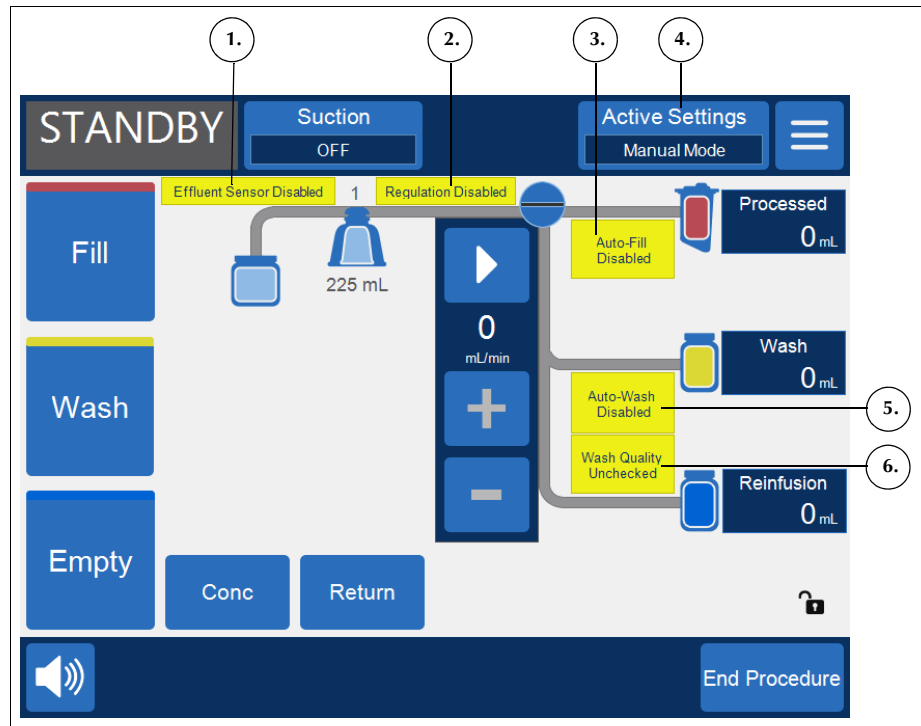 1.
2.
3.
4.
STANDBY
Suction
OFF
Active Settings
Manual Mode
Effluent Sensor Disabled
1
Regulation Disabled
Fill
225 mL
Auto-Fill
Disabled
Processed
0 mL
0
mL/min
Wash
Wash
0 mL
Auto-Wash
Disabled
5.
Wash Quality
Unchecked
6.
Reinfusion
0 mL
Empty
Conc
Return
End Procedure